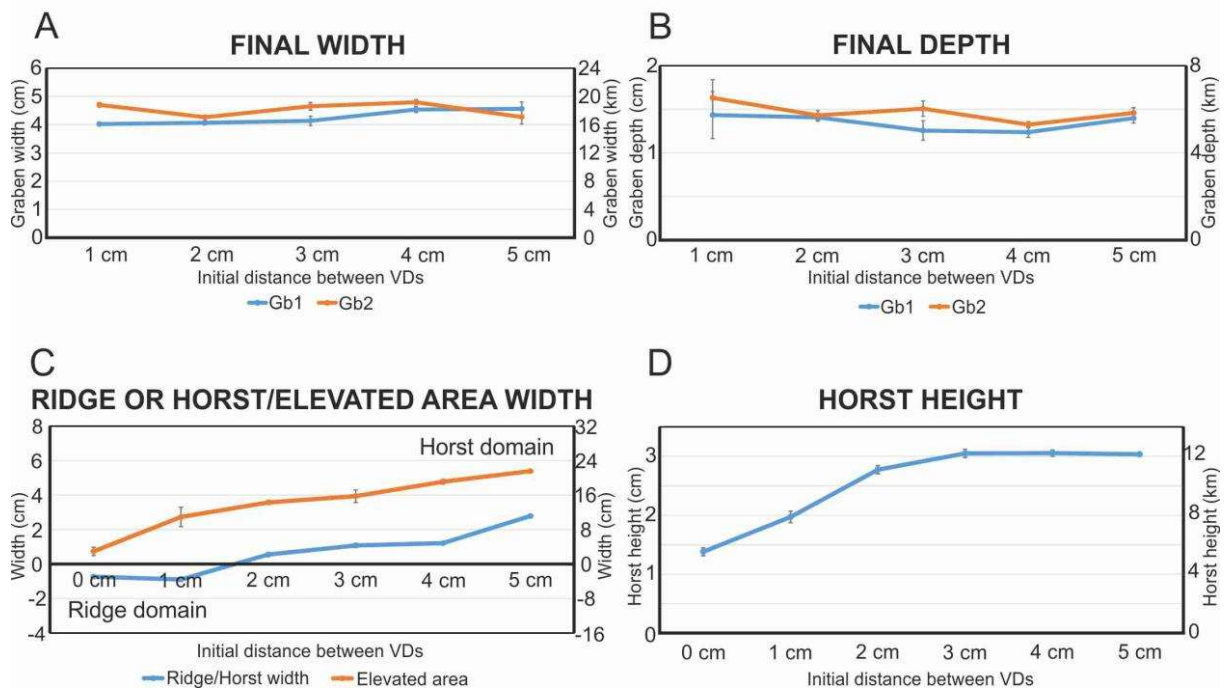 A
FINAL WIDTH
6
5
4
3
2
1
0
Graben width (cm)
24
20
16
12
8
4
0
Graben width (km)
1 cm 2 cm 3 cm 4 cm 5 cm
Initial distance between VDs
Gb1 Gb2
B
FINAL DEPTH
2
1
0
Graben depth (cm)
8
4
0
Graben depth (km)
1 cm 2 cm 3 cm 4 cm 5 cm
Initial distance between VDs
Gb1 Gb2
C
RIDGE OR HORST/ELEVATED AREA WIDTH
8
6
4
2
0
-2
-4
Width (cm)
32
24
16
8
0
-8
-16
Width (cm)
Horst domain
0 cm 1 cm 2 cm 3 cm 4 cm 5 cm
Ridge domain
Initial distance between VDs
Ridge/Horst width Elevated area
D
HORST HEIGHT
3
2
1
0
Horst height (cm)
12
8
4
0
Horst height (km)
0 cm 1 cm 2 cm 3 cm 4 cm 5 cm
Initial distance between VDs